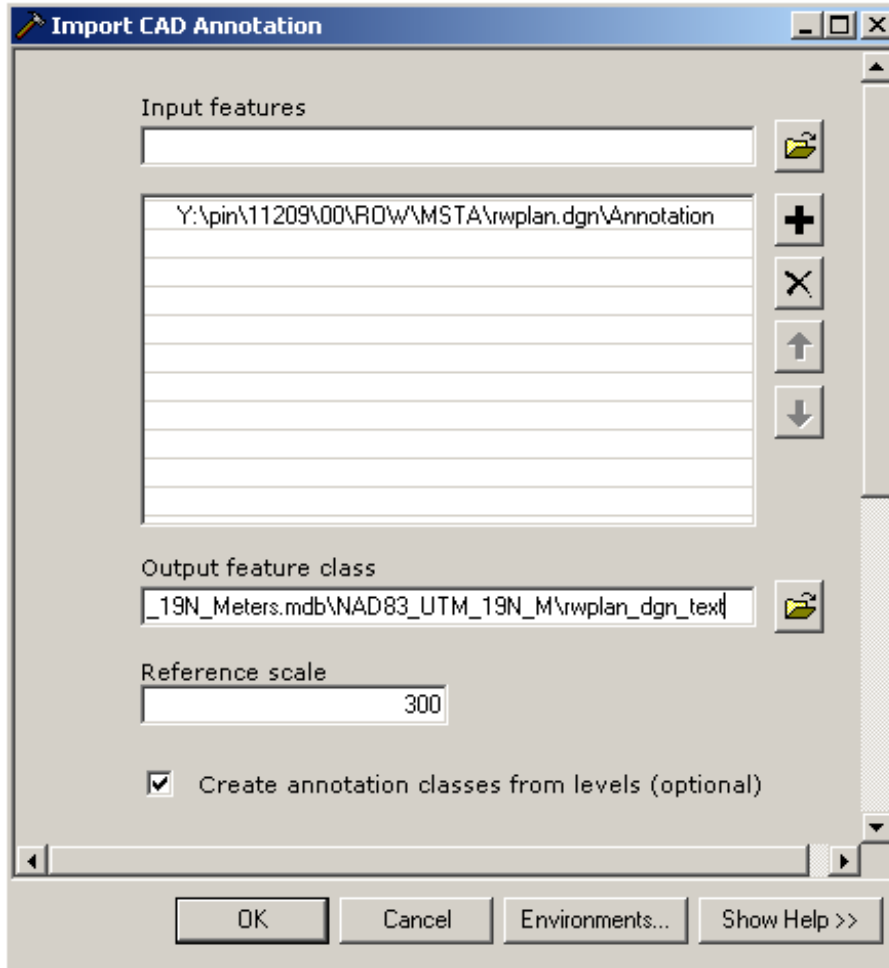 Import CAD Annotation
Input features
Y:\pin\11209\00\ROW\MSTA\rwplan.dgn\Annotation
Output feature class
_19N_Meters.mdb\NAD83_UTM_19N_M\rwplan_dgn_text
Reference scale
300
Create annotation classes from levels (optional)
OK Cancel Environments... Show Help >>